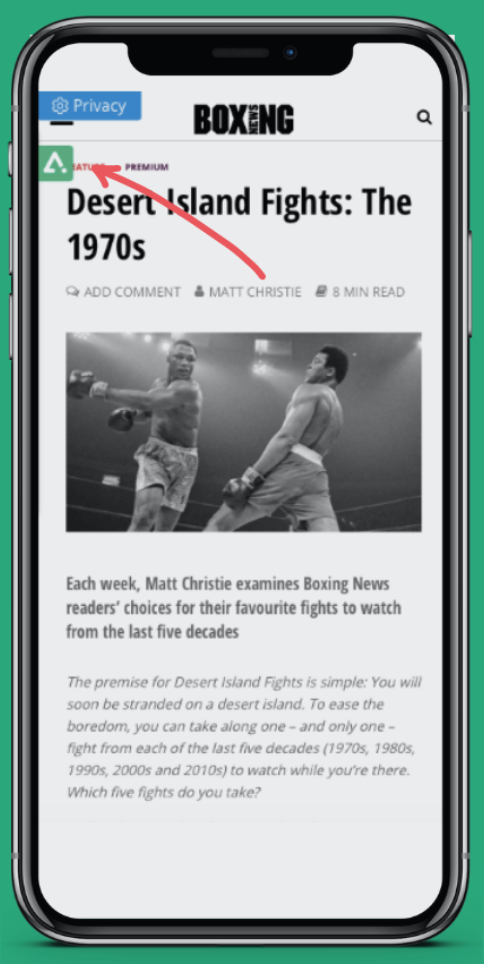 Privacy
BOXING NEWS
PREMIUM
Desert Island Fights: The
1970s
ADD COMMENT MATT CHRISTIE 8 MIN READ
Each week, Matt Christie examines Boxing News
readers’ choices for their favourite fights to watch
from the last five decades
The premise for Desert Island Fights is simple: You will
soon be stranded on a desert island. To ease the
boredom, you can take along one – and only one –
fight from each of the last five decades (1970s, 1980s,
1990s, 2000s and 2010s) to watch while you’re there.
Which five fights do you take?